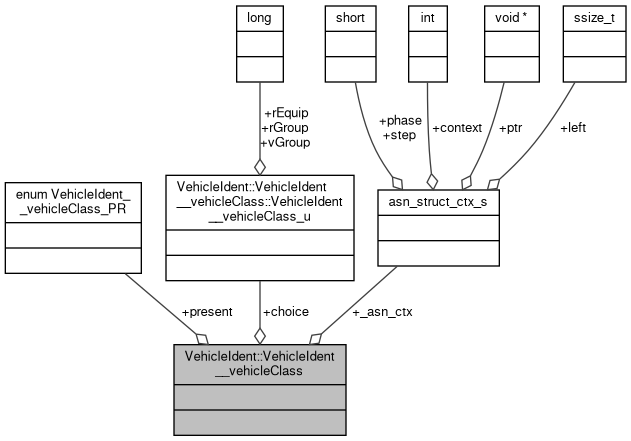 long
short
int
void *
ssize_t
+rEquip
+rGroup
+vGroup
+phase
+step
+context
+ptr
+left
enum VehicleIdent_
_vehicleClass_PR
VehicleIdent::VehicleIdent
__vehicleClass::VehicleIdent
__vehicleClass_u
asn_struct_ctx_s
+present
+choice
+_asn_ctx
VehicleIdent::VehicleIdent
__vehicleClass